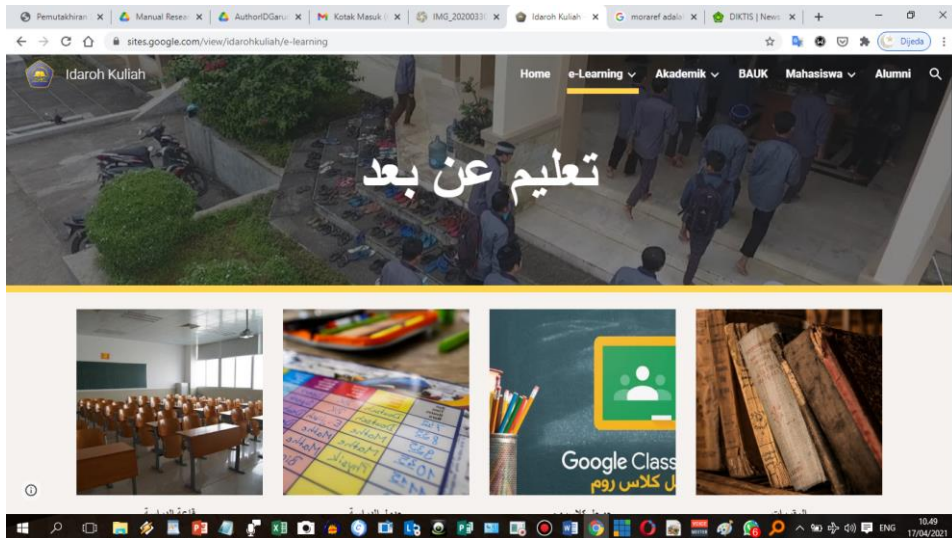 Pemutakhiran
Manual Resea
AuthorIDGaru
Kotak Masuk
IMG_2020033
Idaroh Kuliah
moraref adala
DIKTIS | News
sites.google.com/view/idarohkuliah/e-learning
Dijeda
Idaroh Kuliah
Home e-Learning Akademik BAUK Mahasiswa Alumni
تعليم عن بعد
Google Class
ل كلاس روم
ENG
10.49
17/04/2021